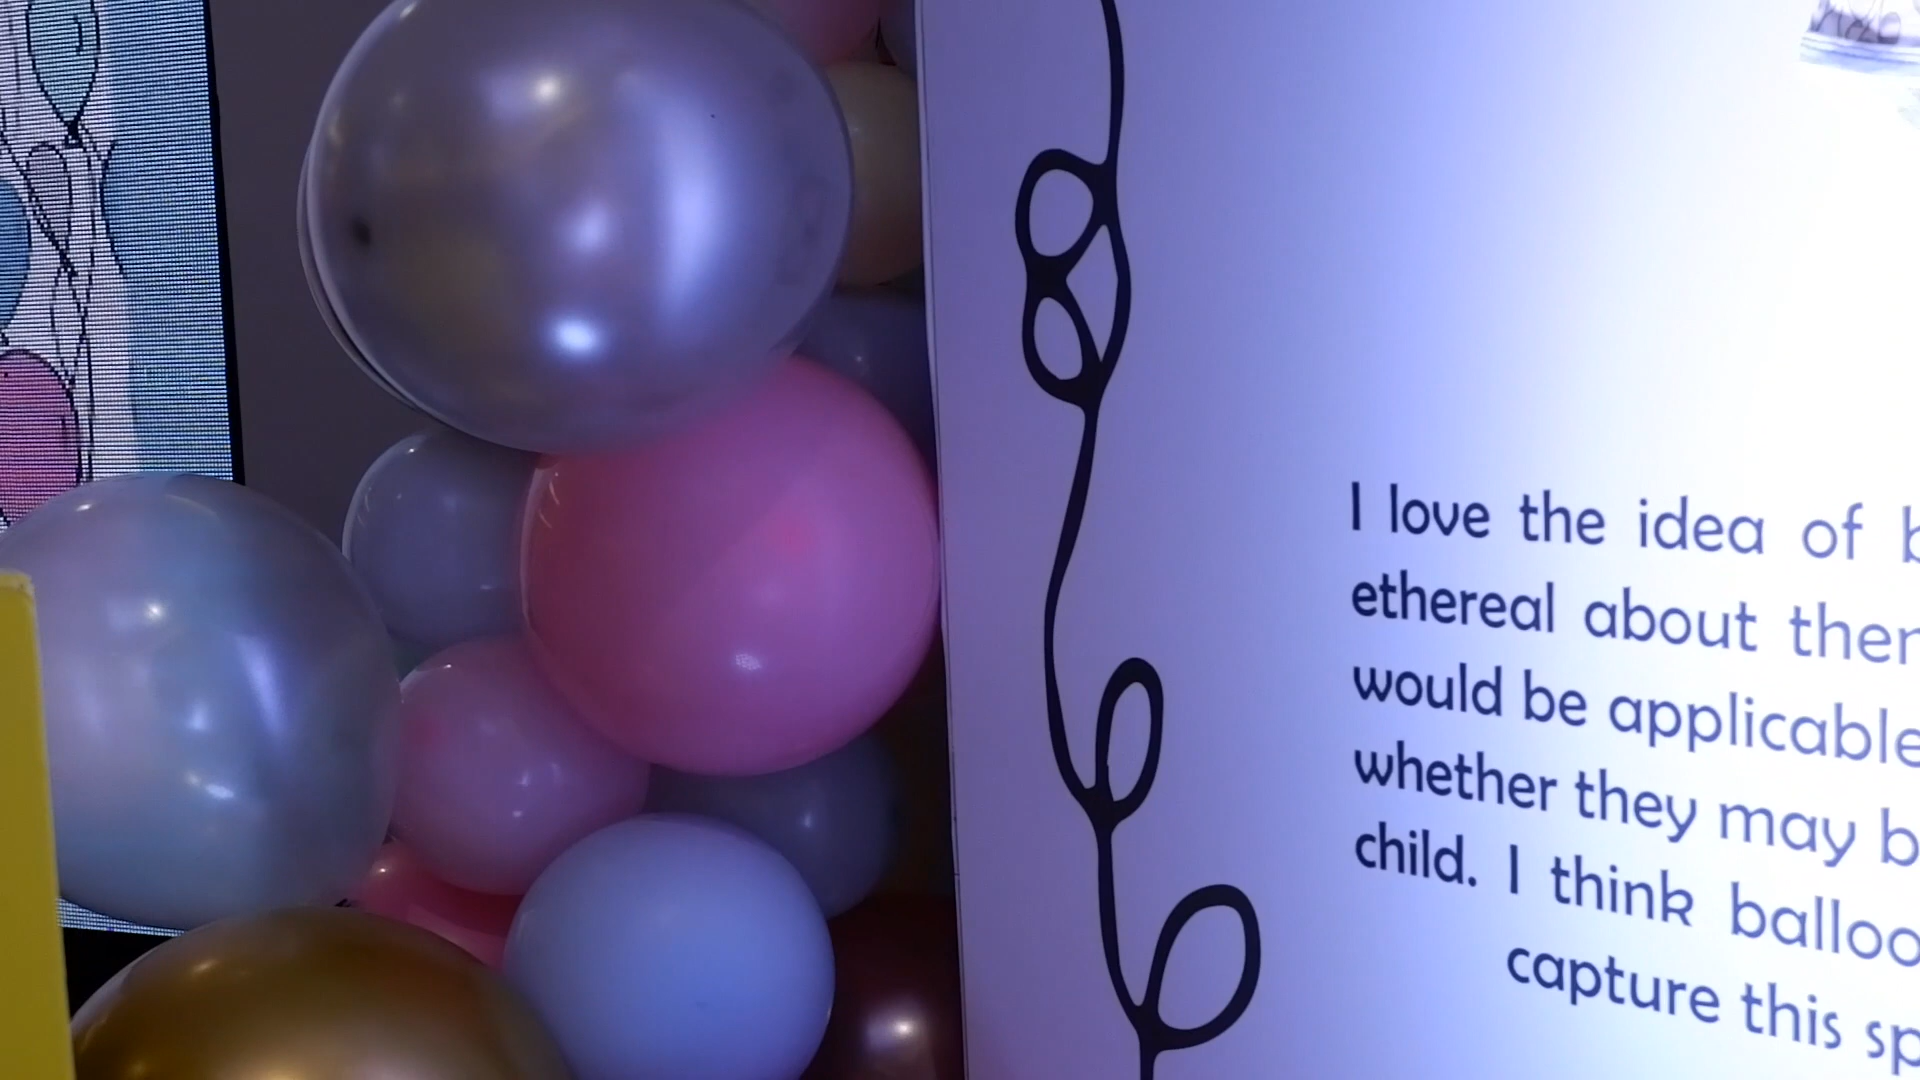 I love the idea of
ethereal about
would be applicable
whether they may
child. I think
capture this